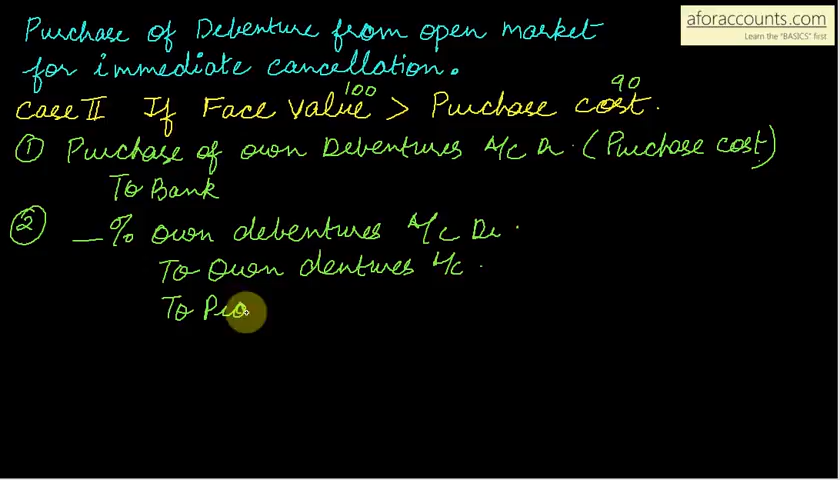 aforaccounts.com
Learn the "BASICS" first
Purchase of Debenture from open market
for immediate cancellation.
100 90
Case II If Face Value > Purchase cost.
① Purchase of own Debentures A/C Dr. (Purchase cost)
To Bank
② __% own debentures A/C Dr.
To Own dentures A/C.
To Pro